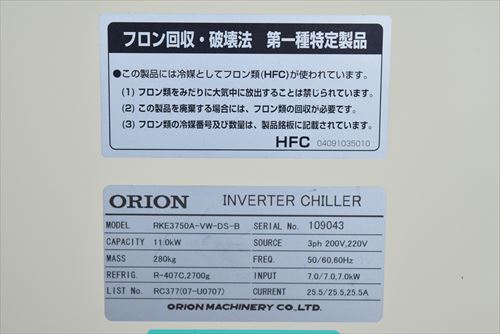 フロン回収・破壊法　第一種特定製品
●この製品には冷媒としてフロン類(HFC)が使われています。
(1) フロン類をみだりに大気中に放出することは禁じられています。
(2) この製品を廃棄する場合には、フロン類の回収が必要です。
(3) フロン類の冷媒番号及び数量は、製品銘板に記載されています。
HFC 04091035010
ORION INVERTER CHILLER
MODEL RKE3750A-VW-DS-B SERIAL No. 109043
CAPACITY 11.0kW SOURCE 3ph 200V,220V
MASS 280kg FREQ. 50/60,60Hz
REFRIG. R-407C,2700g INPUT 7.0/7.0,7.0kW
LIST No. RC377(07-U0707) CURRENT 25.5/25.5,25.5A
ORION MACHINERY CO.,LTD.